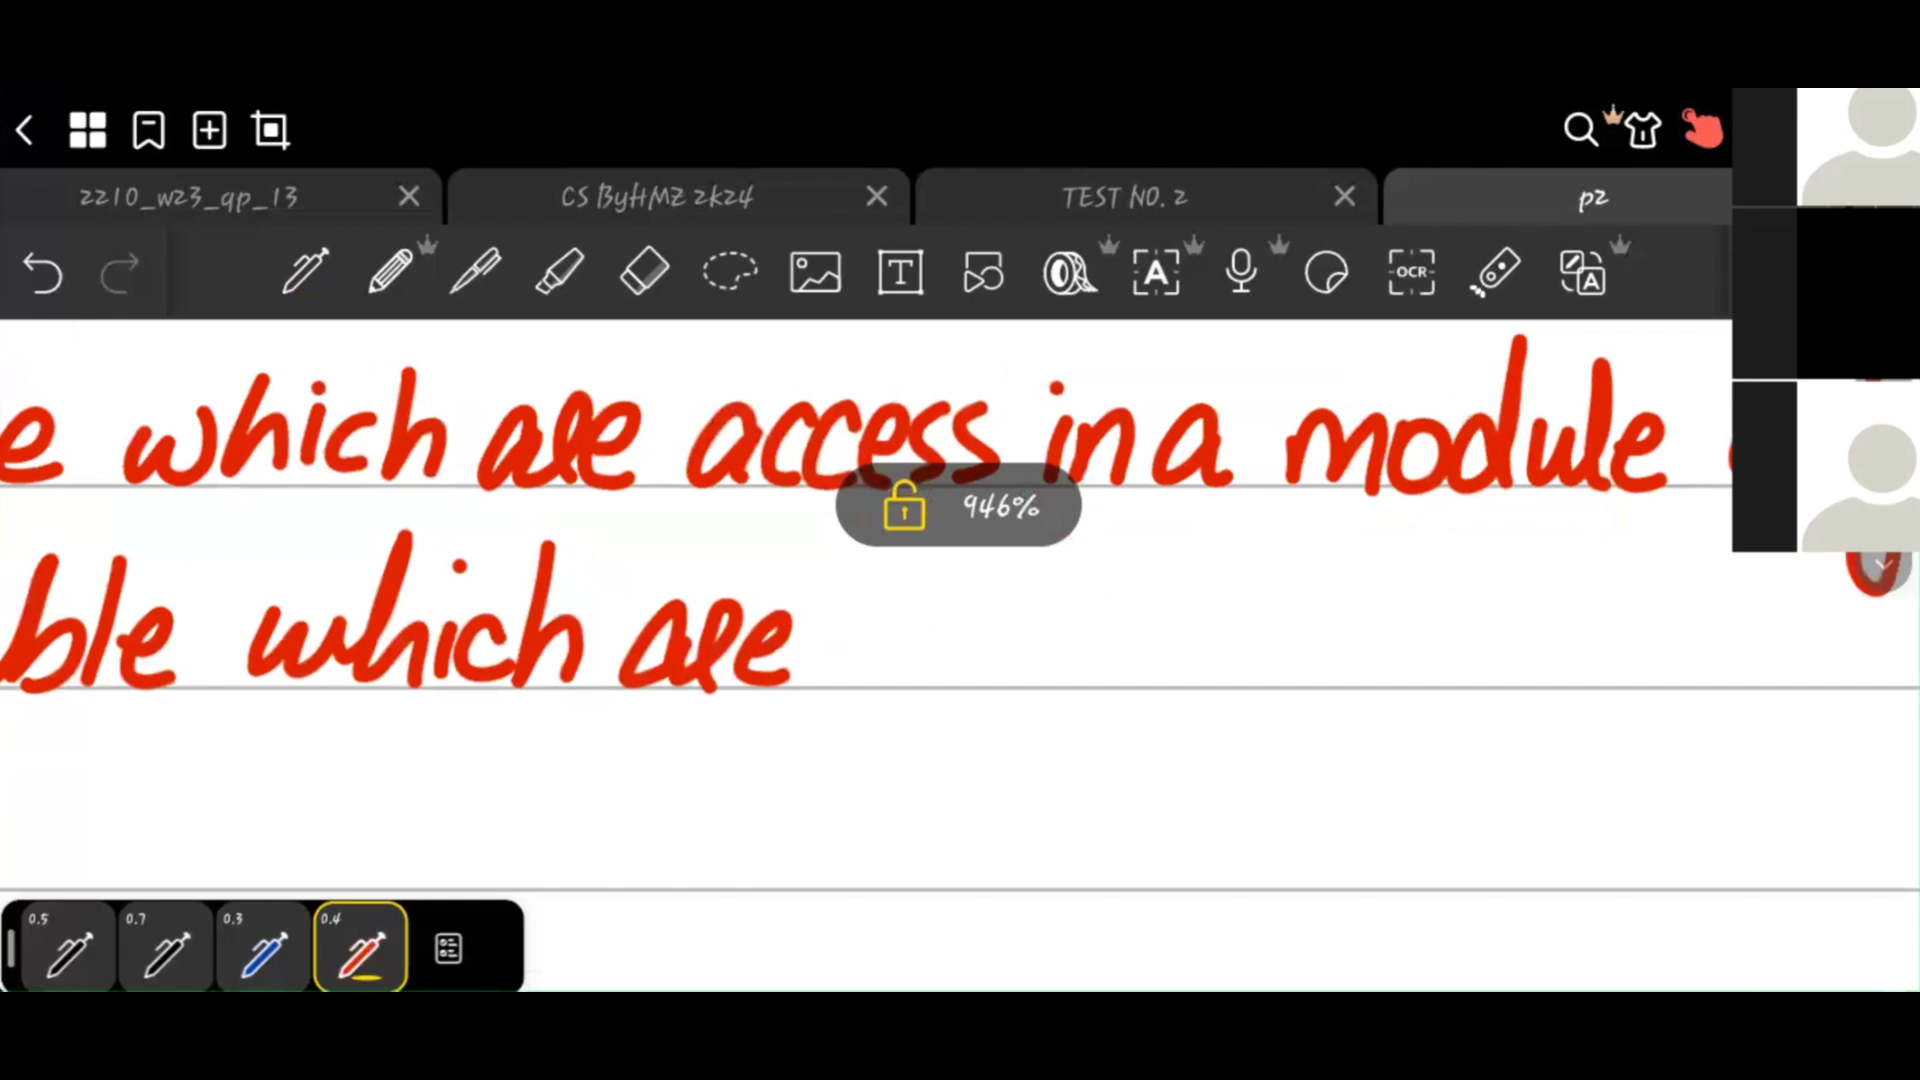 2210_w23_qp_13
CS ByHMZ 2k24
TEST NO. 2
p2
T
A
OCR
A
e which are access in a module
946%
ble which are
0.5
0.7
0.3
0.4